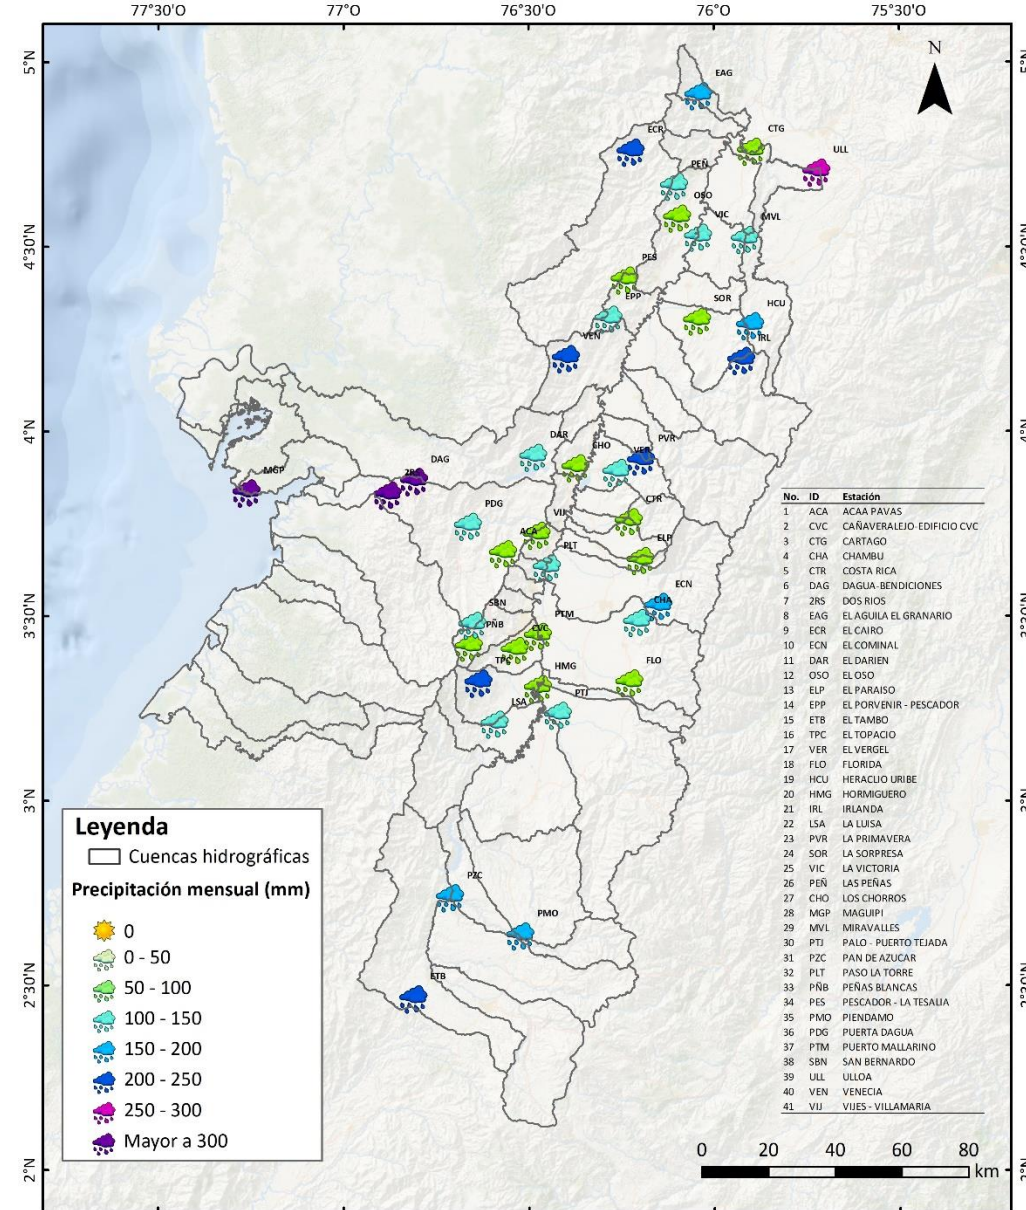 77°30'O 77°0'O 76°30'O 76°0'O 75°30'O
5°N
N
EAG
ECR
CTG
ULL
PEÑ
OSO
VIC
MVL
4°30'N
PES
EPP
SOR
HCU
VEN
IRL
4°N
DAR
CHO
VER
PVR
MGP
2RS
DAG
PDG
VIJ
CTR
ACA
PLT
ELP
ECN
CHA
3°30'N
SBN
PÑB
PTM
CVC
TPC
HMG
FLO
LSA
PTJ
3°N
PZC
PMO
ETB
2°30'N
2°N
No. ID Estación
1 ACA ACAA PAVAS
2 CVC CAÑAVERALEJO-EDIFICIO CVC
3 CTG CARTAGO
4 CHA CHAMBU
5 CTR COSTA RICA
6 DAG DAGUA-BENDICIONES
7 2RS DOS RIOS
8 EAG EL AGUILA EL GRANARIO
9 ECR EL CAIRO
10 ECN EL COMINAL
11 DAR EL DARIEN
12 OSO EL OSO
13 ELP EL PARAISO
14 EPP EL PORVENIR - PESCADOR
15 ETB EL TAMBO
16 TPC EL TOPACIO
17 VER EL VERGEL
18 FLO FLORIDA
19 HCU HERACLIO URIBE
20 HMG HORMIGUERO
21 IRL IRLANDA
22 LSA LA LUISA
23 PVR LA PRIMAVERA
24 SOR LA SORPRESA
25 VIC LA VICTORIA
26 PEÑ LAS PEÑAS
27 CHO LOS CHORROS
28 MGP MAGUIPI
29 MVL MIRAVALLES
30 PTJ PALO - PUERTO TEJADA
31 PZC PAN DE AZUCAR
32 PLT PASO LA TORRE
33 PÑB PEÑAS BLANCAS
34 PES PESCADOR - LA TESALIA
35 PMO PIENDAMO
36 PDG PUERTA DAGUA
37 PTM PUERTO MALLARINO
38 SBN SAN BERNARDO
39 ULL ULLOA
40 VEN VENECIA
41 VIJ VIJES - VILLAMARIA
Leyenda
Cuencas hidrográficas
Precipitación mensual (mm)
0
0 - 50
50 - 100
100 - 150
150 - 200
200 - 250
250 - 300
Mayor a 300
0 20 40 60 80
km